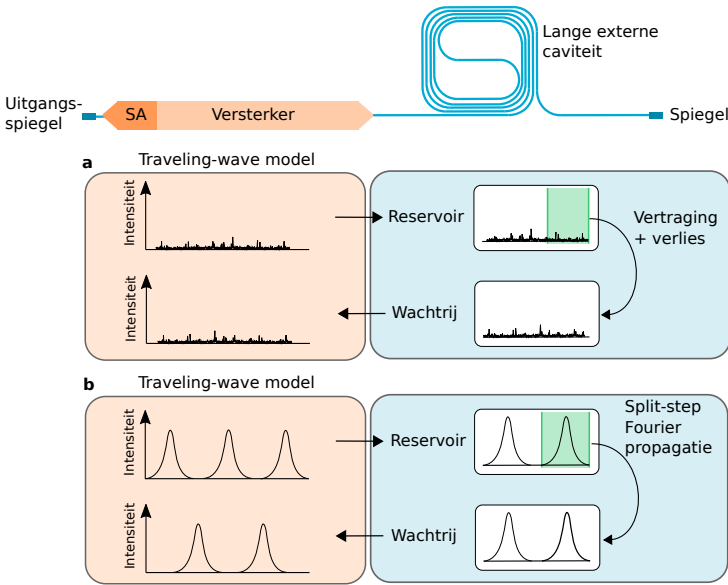 Lange externe
caviteit
Uitgangs-
spiegel
SA
Versterker
Spiegel
a
Traveling-wave model
Intensiteit
Reservoir
Vertraging
+ verlies
Intensiteit
Wachtrij
b
Traveling-wave model
Intensiteit
Reservoir
Split-step
Fourier
propagatie
Intensiteit
Wachtrij